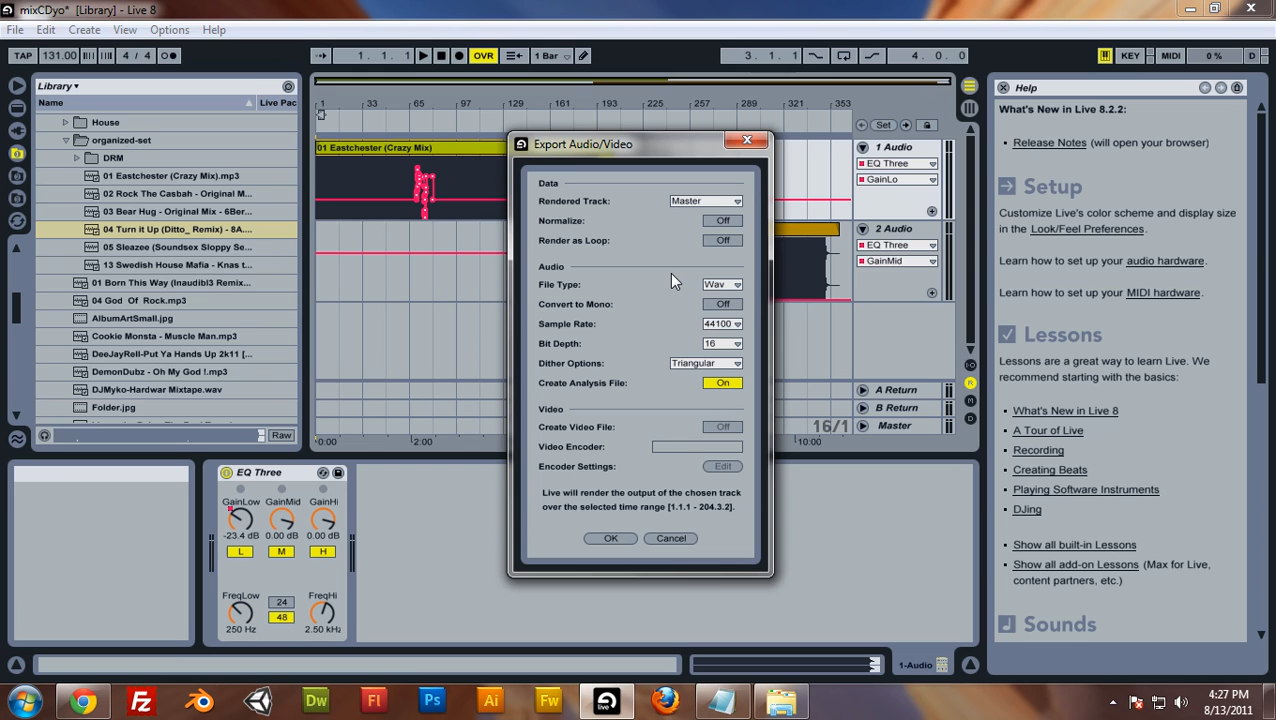 mixCDyo* [Library] - Live 8
File Edit Create View Options Help
TAP 131.00 4 / 4 1. 1. 1 OVR 1 Bar 3. 1. 1 4. 0. 0 KEY MIDI 0 % D
Library
Name Live Pac
House
organized-set
DRM
01 Eastchester (Crazy Mix).mp3
02 Rock The Casbah - Original M...
03 Bear Hug - Original Mix - 6Ber...
04 Turn it Up (Ditto_ Remix) - 8A....
05 Sleazee (Soundsex Sloppy Se...
13 Swedish House Mafia - Knas t...
01 Born This Way (Inaudibl3 Remix...
04 God_Of_Rock.mp3
AlbumArtSmall.jpg
Cookie Monsta - Muscle Man.mp3
DeeJayRell-Put Ya Hands Up 2k11 [...
DemonDubz - Oh My God !.mp3
DJMyko-Hardwar Mixtape.wav
Folder.jpg
Raw
1 33 65 97 129 161 193 225 257 289 321 353
Set
01 Eastchester (Crazy Mix)
1 Audio
EQ Three
GainLo
2 Audio
EQ Three
GainMid
A Return
B Return
Master
16/1
0:00 2:00 10:00
I·O
R
M
D
Export Audio/Video
Data
Rendered Track: Master
Normalize: Off
Render as Loop: Off
Audio
File Type: Wav
Convert to Mono: Off
Sample Rate: 44100
Bit Depth: 16
Dither Options: Triangular
Create Analysis File: On
Video
Create Video File: Off
Video Encoder:
Encoder Settings: Edit
Live will render the output of the chosen track
over the selected time range [1.1.1 - 204.3.2].
OK Cancel
Help
What's New in Live 8.2.2:
Release Notes (will open your browser)
Setup
Customize Live's color scheme and display size
in the Look/Feel Preferences.
Learn how to set up your audio hardware.
Learn how to set up your MIDI hardware.
Lessons
Lessons are a great way to learn Live. We
recommend starting with the basics:
What's New in Live 8
A Tour of Live
Recording
Creating Beats
Playing Software Instruments
DJing
Show all built-in Lessons
Show all add-on Lessons (Max for Live,
content partners, etc.)
Sounds
EQ Three
GainLow GainMid GainHi
-23.4 dB 0.00 dB 0.00 dB
L M H
FreqLow FreqHi
24
48
250 Hz 2.50 kHz
1-Audio
Fz Dw Fl Ps Ai Fw live
4:27 PM
8/13/2011